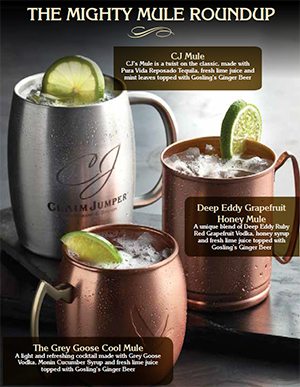 THE MIGHTY MULE ROUNDUP
CJ Mule
CJ's Mule is a twist on the classic, made with
Pura Vida Reposado Tequila, fresh lime juice and
mint leaves topped with Gosling's Ginger Beer
CJ
CLAIM JUMPER
Deep Eddy Grapefruit
Honey Mule
A unique blend of Deep Eddy Ruby
Red Grapefruit Vodka, honey syrup
and fresh lime juice topped with
Gosling's Ginger Beer
The Grey Goose Cool Mule
A light and refreshing cocktail made with Grey Goose
Vodka, Monin Cucumber Syrup and fresh lime juice
topped with Gosling's Ginger Beer